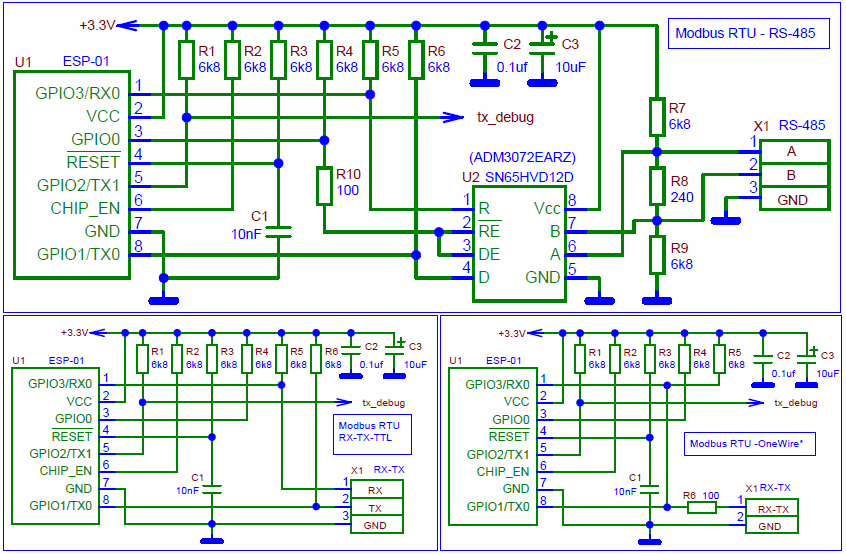 +3.3V
Modbus RTU - RS-485
U1 ESP-01
R1 6k8
R2 6k8
R3 6k8
R4 6k8
R5 6k8
R6 6k8
C2 0.1uf
C3 10uF
GPIO3/RX0 1
VCC 2
GPIO0 3
RESET 4
GPIO2/TX1 5
CHIP_EN 6
GND 7
GPIO1/TX0 8
tx_debug
R10 100
C1 10nF
(ADM3072EARZ)
U2 SN65HVD12D
1 R Vcc 8
2 RE B 7
3 DE A 6
4 D GND 5
R7 6k8
R8 240
R9 6k8
X1 RS-485
1 A
2 B
3 GND
+3.3V
U1 ESP-01
R1 6k8
R2 6k8
R3 6k8
R4 6k8
R5 6k8
R6 6k8
C2 0.1uf
C3 10uF
GPIO3/RX0 1
VCC 2
GPIO0 3
RESET 4
GPIO2/TX1 5
CHIP_EN 6
GND 7
GPIO1/TX0 8
tx_debug
Modbus RTU
RX-TX-TTL
C1 10nF
X1 RX-TX
1 RX
2 TX
3 GND
+3.3V
U1 ESP-01
R1 6k8
R2 6k8
R3 6k8
R4 6k8
R5 6k8
C2 0.1uf
C3 10uF
GPIO3/RX0 1
VCC 2
GPIO0 3
RESET 4
GPIO2/TX1 5
CHIP_EN 6
GND 7
GPIO1/TX0 8
tx_debug
Modbus RTU -OneWire*
C1 10nF
R6 100
X1 RX-TX
1 RX-TX
2 GND